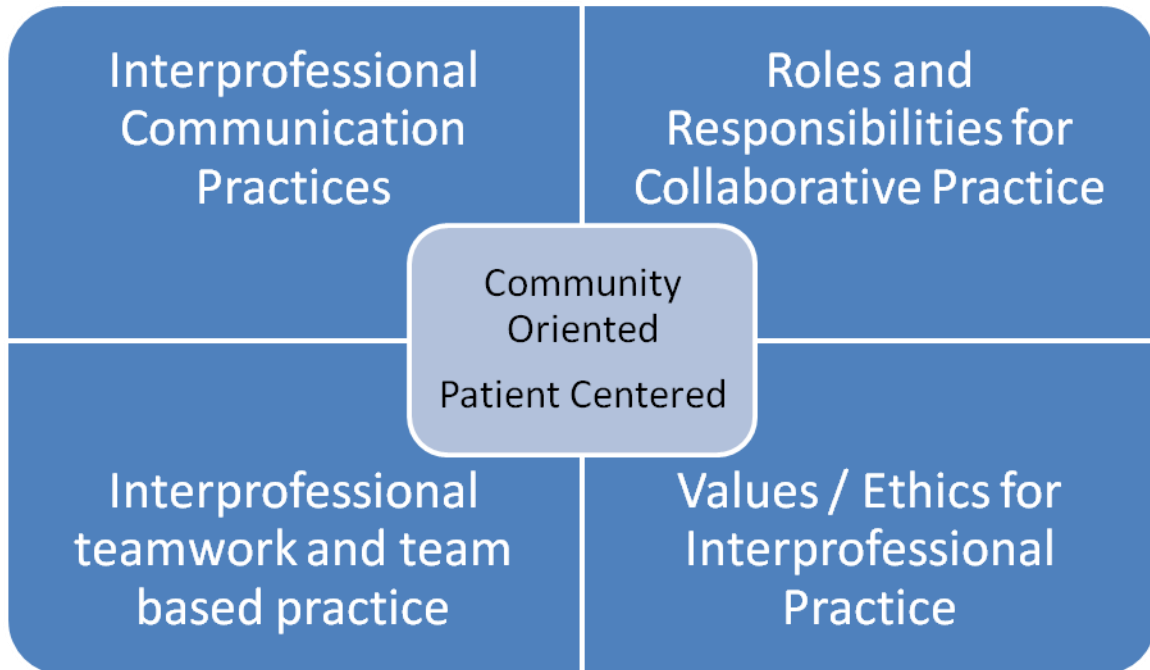 Interprofessional
Communication
Practices
Roles and
Responsibilities for
Collaborative Practice
Community
Oriented
Patient Centered
Interprofessional
teamwork and team
based practice
Values / Ethics for
Interprofessional
Practice